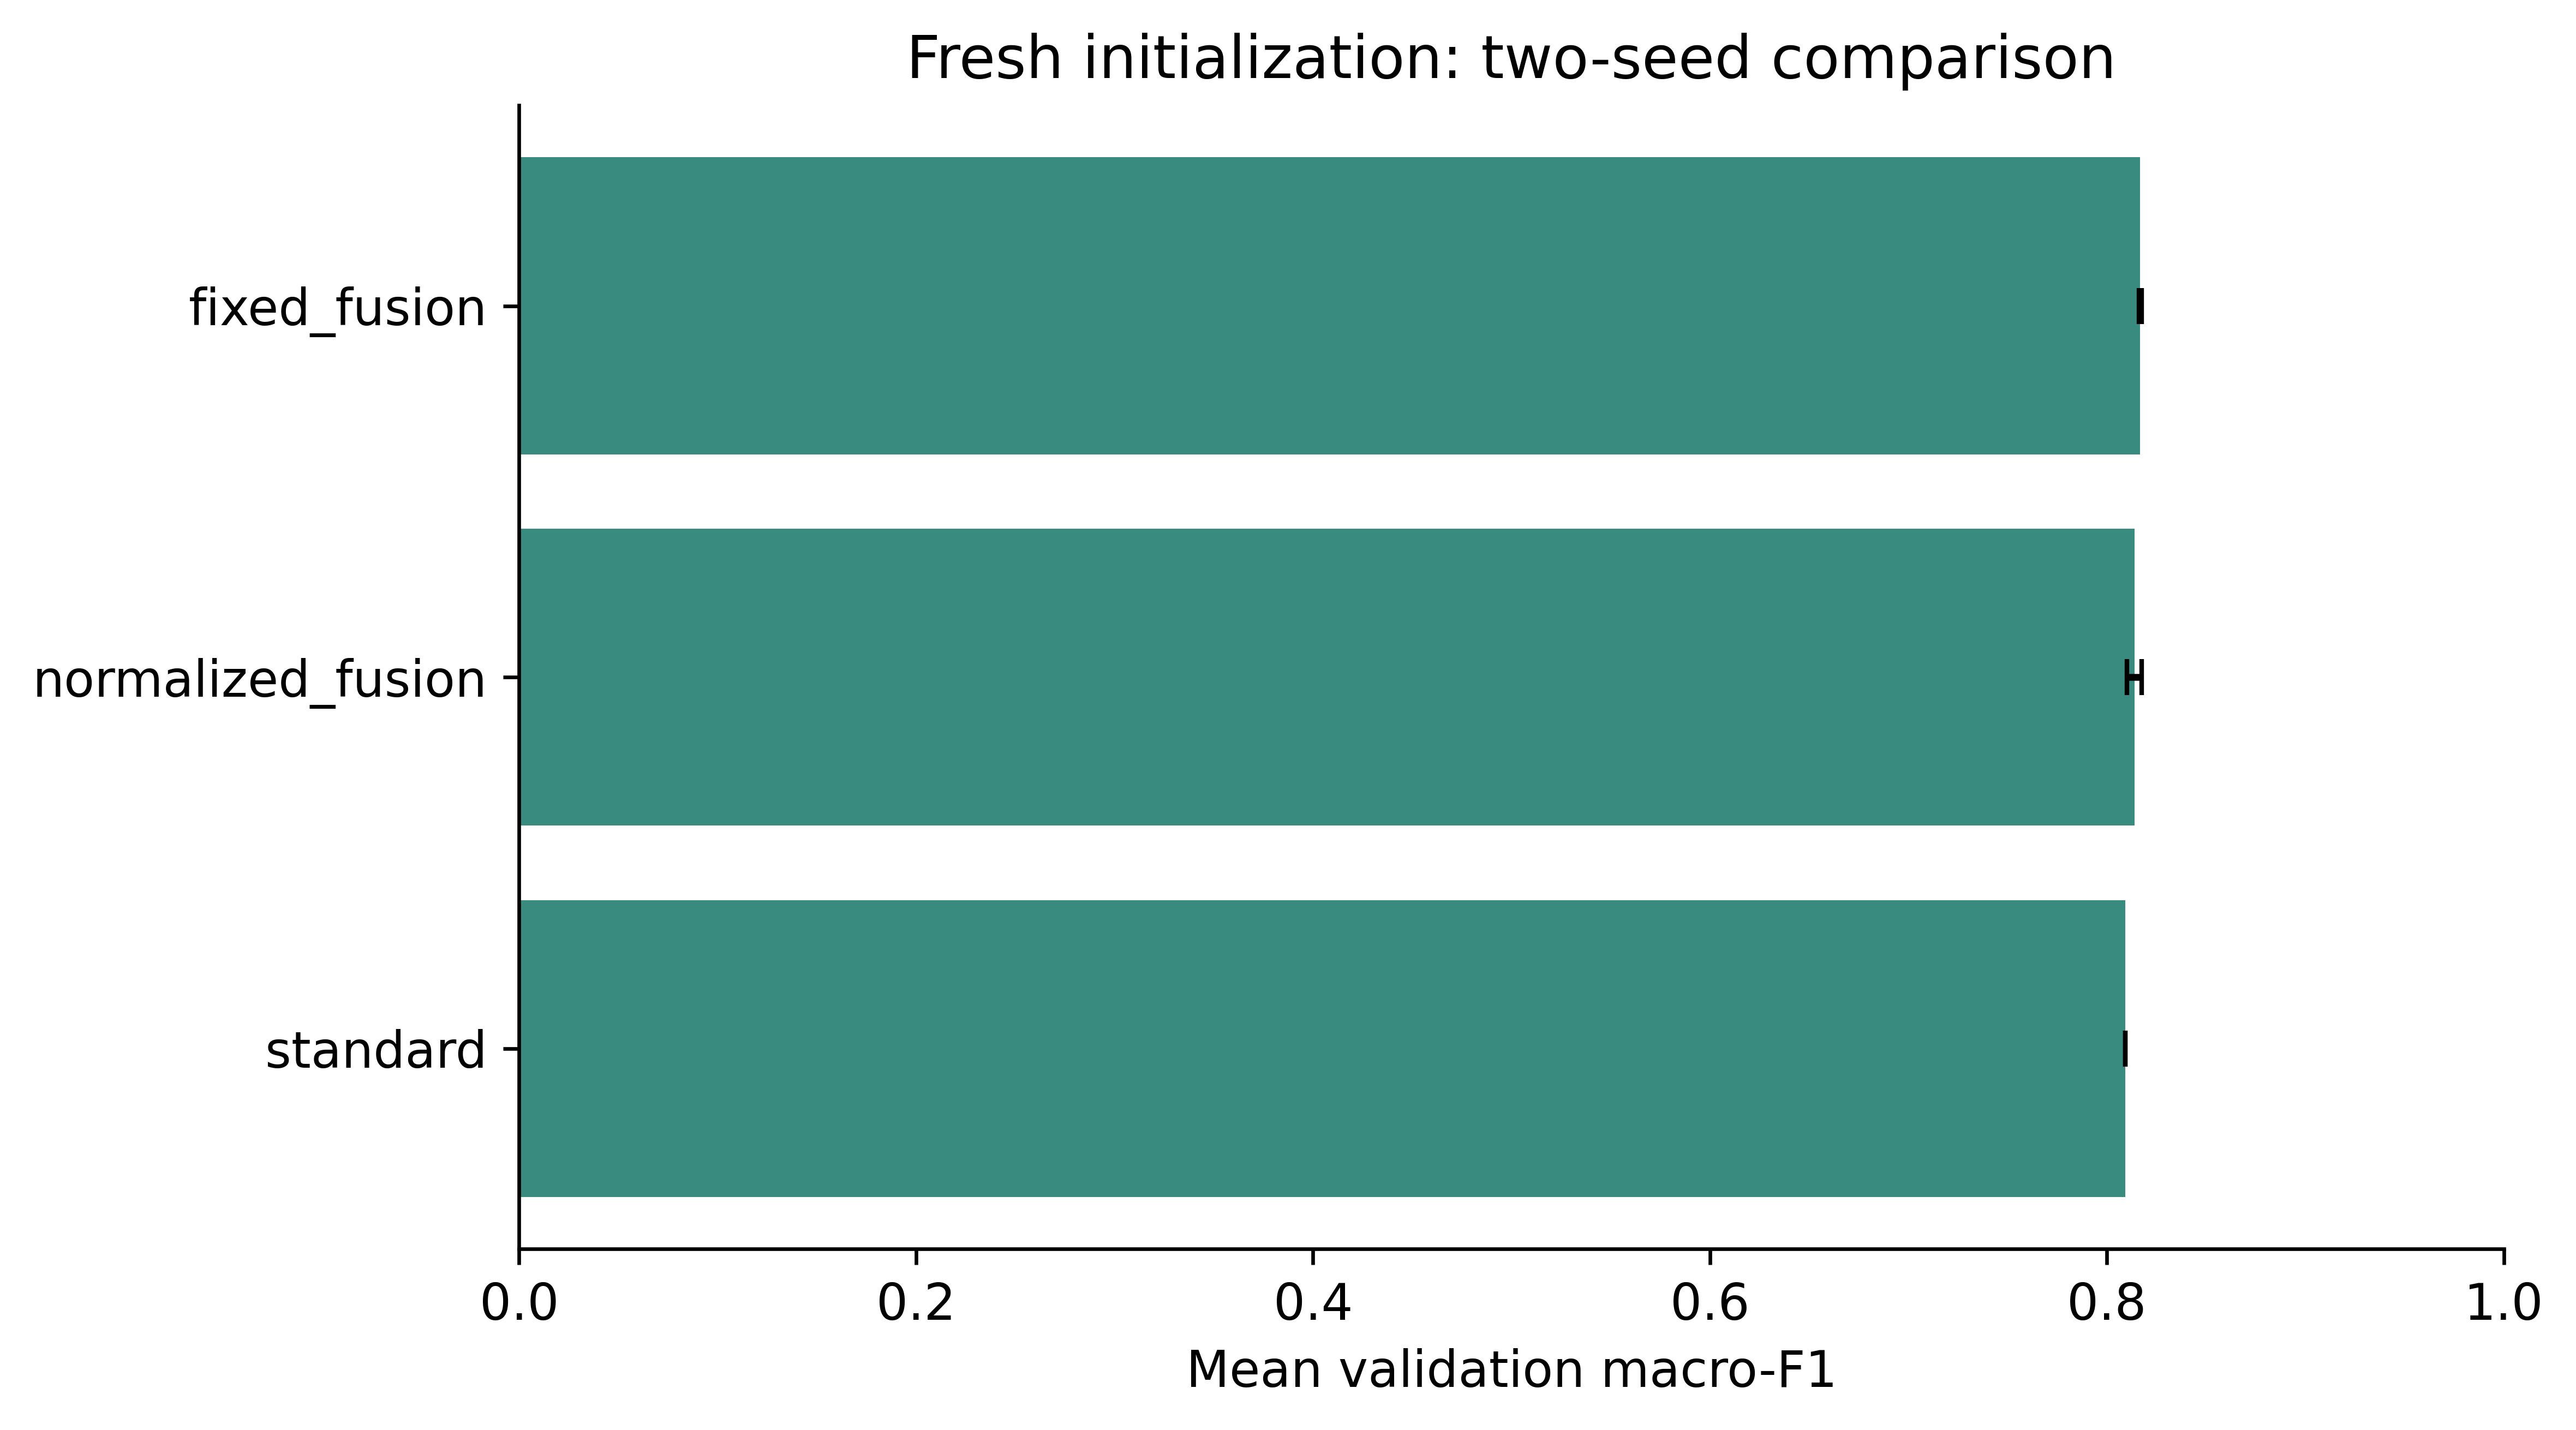 Fresh initialization: two-seed comparison
fixed_fusion
normalized_fusion
standard
0.0 0.2 0.4 0.6 0.8 1.0
Mean validation macro-F1